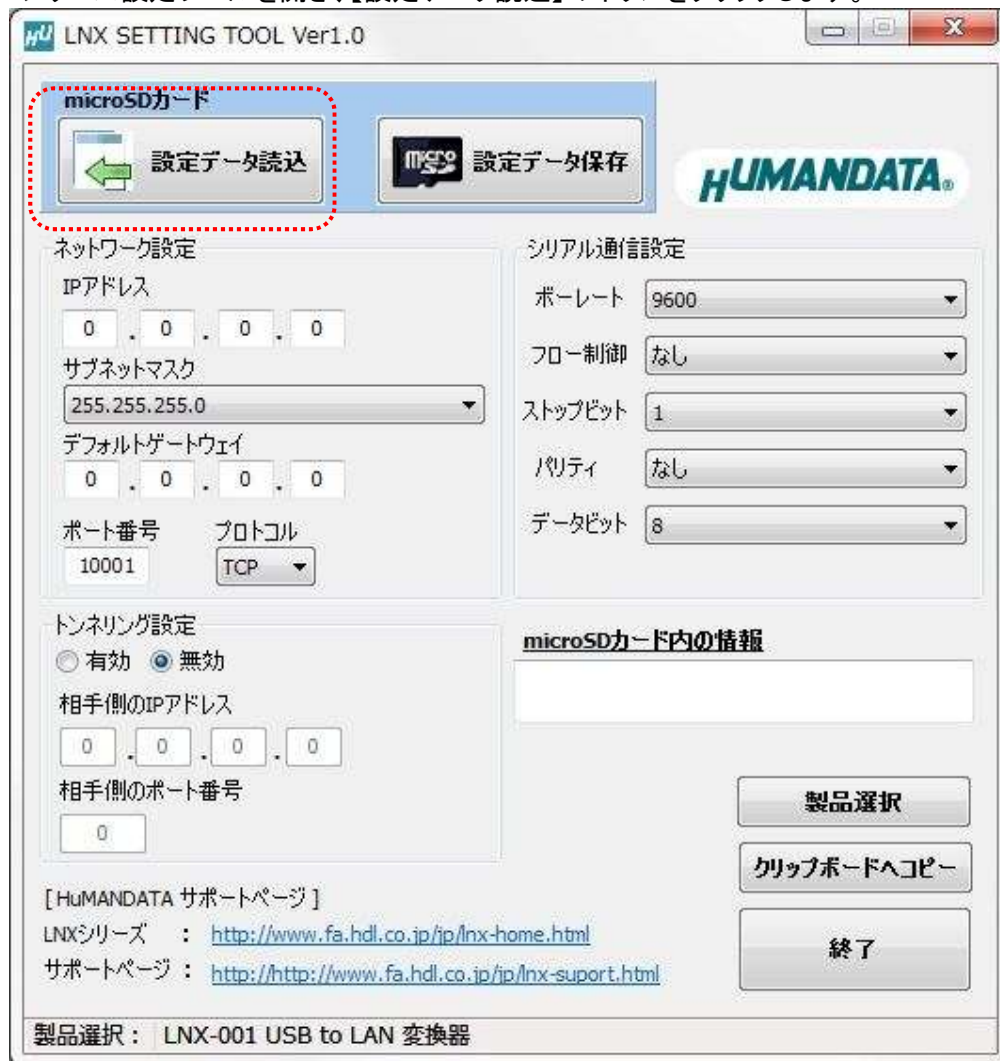 LNX SETTING TOOL Ver1.0
microSDカード
設定データ読込
micro
設定データ保存
HUMANDATA®
ネットワーク設定
IPアドレス
0 . 0 . 0 . 0
サブネットマスク
255.255.255.0
デフォルトゲートウェイ
0 . 0 . 0 . 0
ポート番号 プロトコル
10001 TCP
シリアル通信設定
ボーレート 9600
フロー制御 なし
ストップビット 1
パリティ なし
データビット 8
トンネリング設定
有効 無効
相手側のIPアドレス
0 . 0 . 0 . 0
相手側のポート番号
0
microSDカード内の情報
製品選択
クリップボードへコピー
終了
[ HuMANDATA サポートページ ]
LNXシリーズ : http://www.fa.hdl.co.jp/jp/lnx-home.html
サポートページ : http://http://www.fa.hdl.co.jp/jp/lnx-suport.html
製品選択: LNX-001 USB to LAN 変換器